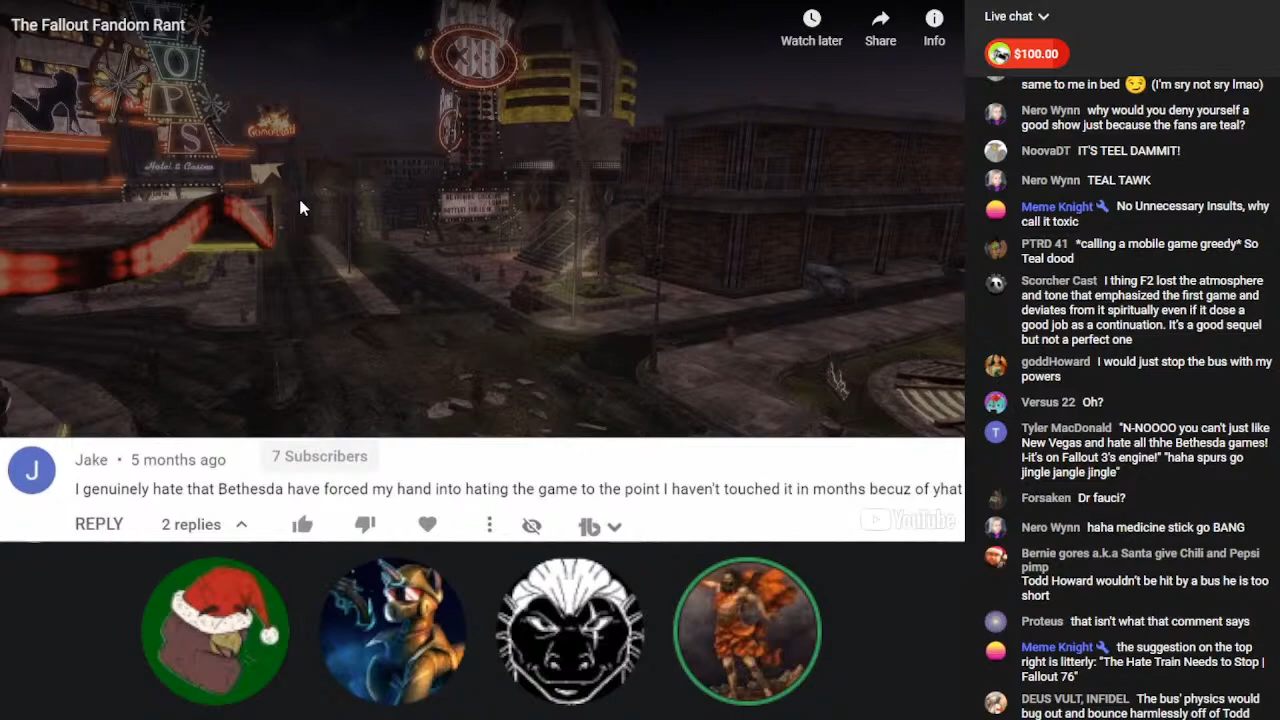 The Fallout Fandom Rant
Watch later
Share
Info
TOPS
Hotel & Casino
Gomorrah
38
Jake • 5 months ago
7 Subscribers
I genuinely hate that Bethesda have forced my hand into hating the game to the point I haven't touched it in months becuz of yhat
REPLY
2 replies
YouTube
J
Live chat
$100.00
same to me in bed 😏 (I'm sry not sry lmao)
Nero Wynn why would you deny yourself a
good show just because the fans are teal?
NoovaDT IT'S TEEL DAMMIT!
Nero Wynn TEAL TAWK
Meme Knight No Unnecessary Insults, why
call it toxic
PTRD 41 *calling a mobile game greedy* So
Teal dood
Scorcher Cast I thing F2 lost the atmosphere
and tone that emphasized the first game and
deviates from it spiritually even if it dose a
good job as a continuation. It's a good sequel
but not a perfect one
goddHoward I would just stop the bus with my
powers
Versus 22 Oh?
T
Tyler MacDonald "N-NOOOO you can't just like
New Vegas and hate all thhe Bethesda games!
I-it's on Fallout 3's engine!" "haha spurs go
jingle jangle jingle"
Forsaken Dr fauci?
Nero Wynn haha medicine stick go BANG
Bernie gores a.k.a Santa give Chili and Pepsi
pimp
Todd Howard wouldn't be hit by a bus he is too
short
Proteus that isn't what that comment says
Meme Knight the suggestion on the top
right is litterly: "The Hate Train Needs to Stop |
Fallout 76"
DEUS VULT, INFIDEL The bus' physics would
bug out and bounce harmlessly off of Todd